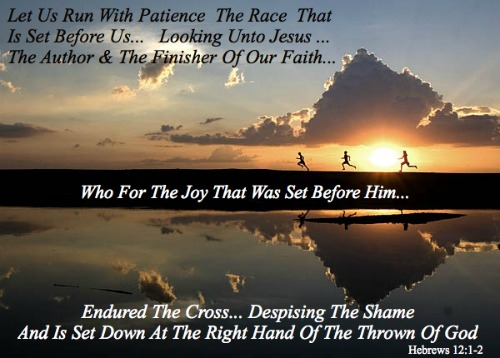 Let Us Run With Patience The Race That
Is Set Before Us... Looking Unto Jesus ...
The Author & The Finisher Of Our Faith...
Who For The Joy That Was Set Before Him...
Endured The Cross... Despising The Shame
And Is Set Down At The Right Hand Of The Thrown Of God
Hebrews 12:1-2